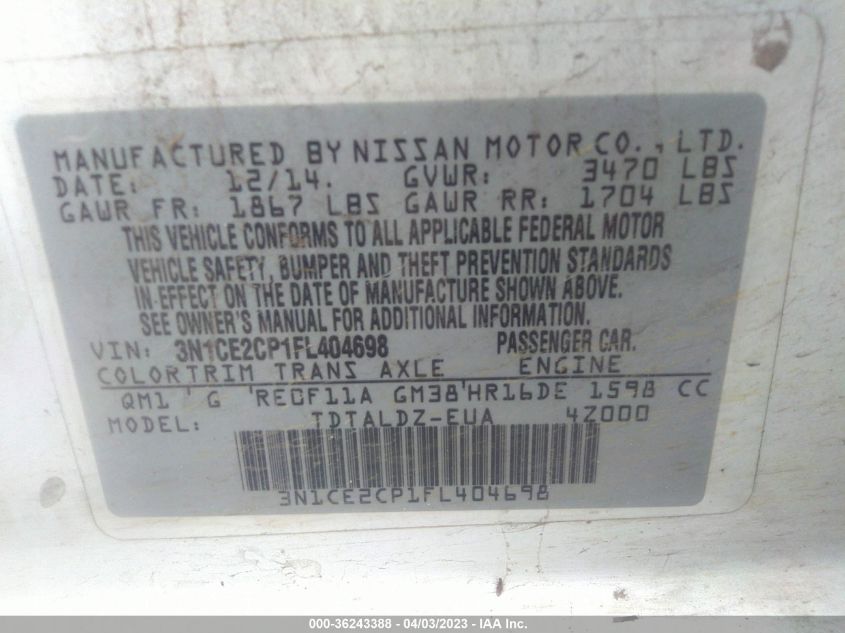 MANUFACTURED BY NISSAN MOTOR CO., LTD.
DATE: 12/14. GVWR: 3470 LBS
GAWR FR: 1867 LBS GAWR RR: 1704 LBS
THIS VEHICLE CONFORMS TO ALL APPLICABLE FEDERAL MOTOR
VEHICLE SAFETY, BUMPER AND THEFT PREVENTION STANDARDS
IN EFFECT ON THE DATE OF MANUFACTURE SHOWN ABOVE.
SEE OWNER'S MANUAL FOR ADDITIONAL INFORMATION.
VIN: 3N1CE2CP1FL404698 PASSENGER CAR.
COLOR TRIM TRANS AXLE ENGINE
QM1 ' G 'RE0F11A GM38'HR16DE 1598 CC
MODEL: TDTALDZ-EUA 4Z000
3N1CE2CP1FL404698
000-36243388 - 04/03/2023 - IAA Inc.